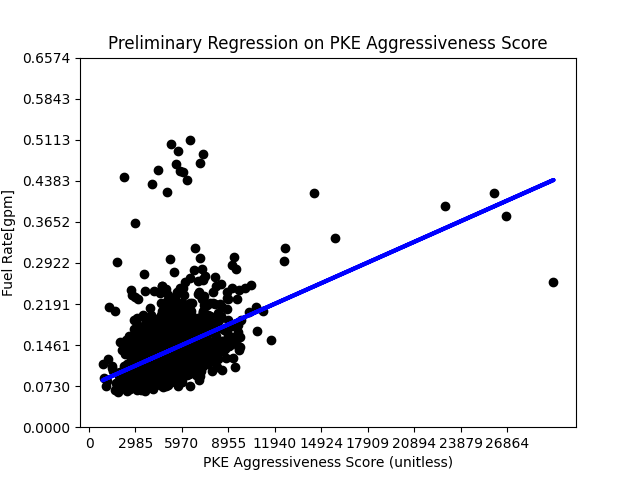 Preliminary Regression on PKE Aggressiveness Score
0.6574
0.5843
0.5113
0.4383
0.3652
0.2922
0.2191
0.1461
0.0730
0.0000
Fuel Rate[gpm]
0 2985 5970 8955 11940 14924 17909 20894 23879 26864
PKE Aggressiveness Score (unitless)